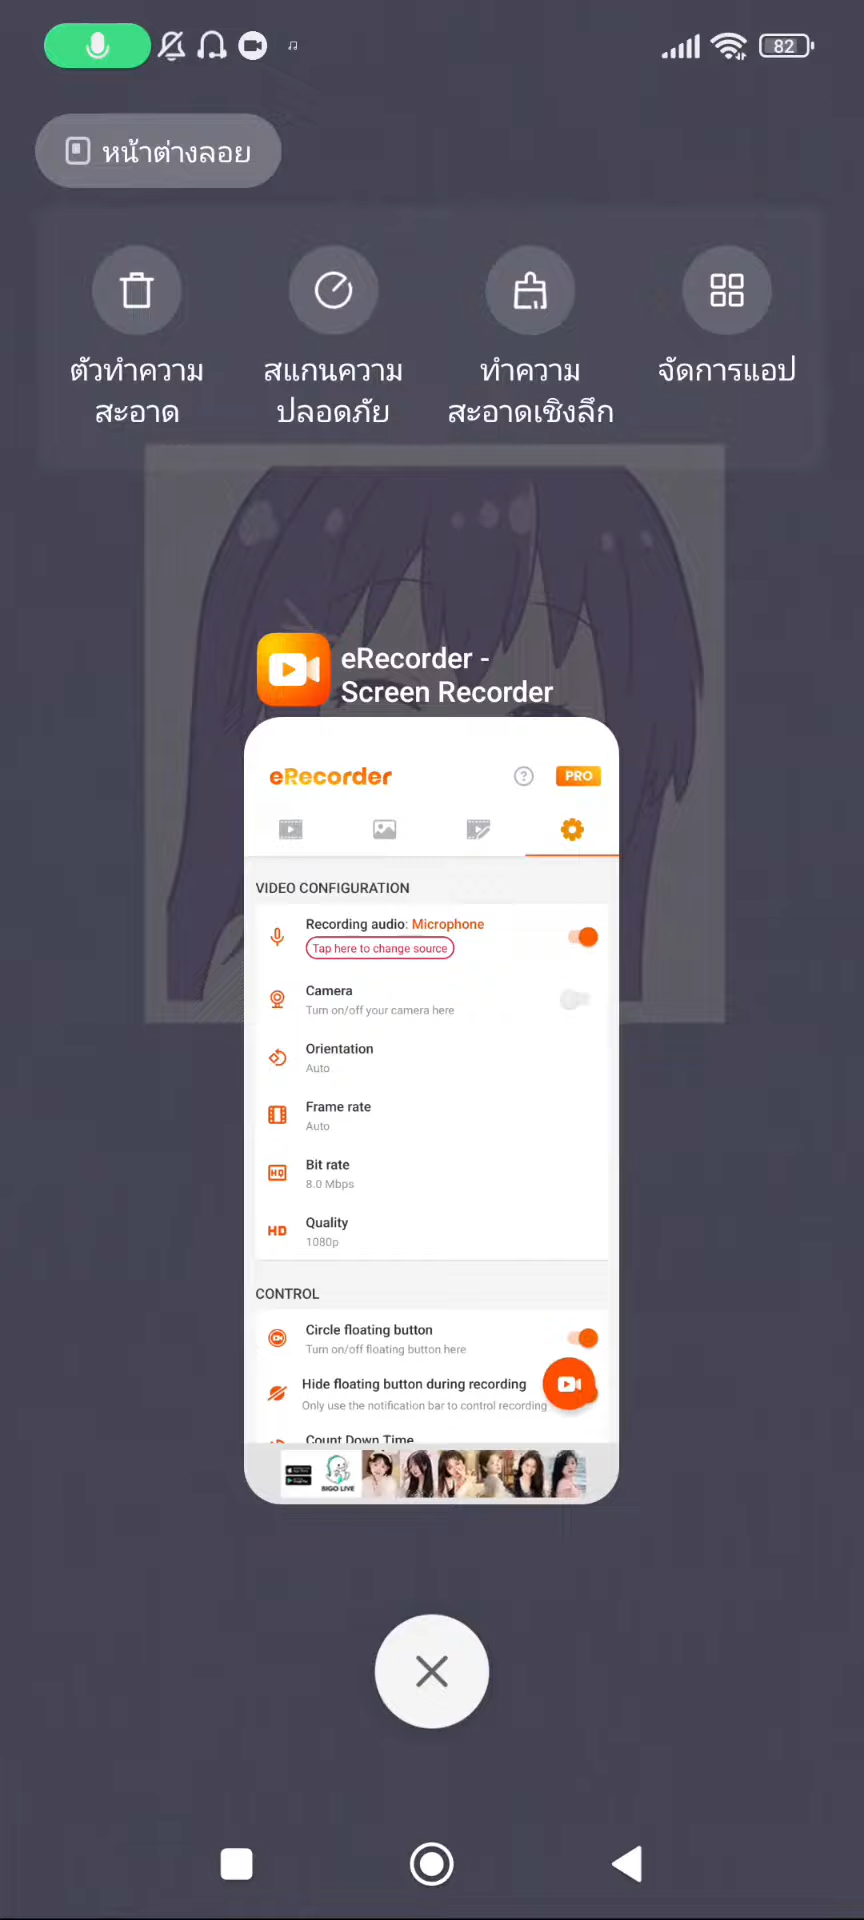 82
หน้าต่างลอย
ตัวทำความ
สะอาด
สแกนความ
ปลอดภัย
ทำความ
สะอาดเชิงลึก
จัดการแอป
eRecorder -
Screen Recorder
eRecorder
?
PRO
VIDEO CONFIGURATION
Recording audio: Microphone
Tap here to change source
Camera
Turn on/off your camera here
Orientation
Auto
Frame rate
Auto
HQ
Bit rate
8.0 Mbps
HD
Quality
1080p
CONTROL
Circle floating button
Turn on/off floating button here
Hide floating button during recording
Only use the notification bar to control recording
Count Down Time
BIGO LIVE